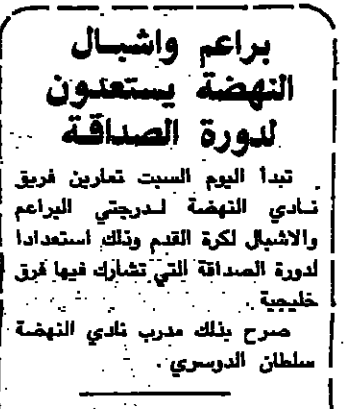 براعم واشبال
النهضة يستعدون
لدورة الصداقة
تبدأ اليوم السبت تمارين فريق
نادي النهضة لدرجتي البراعم
والاشبال لكرة القدم وذلك استعدادا
لدورة الصداقة التي تشارك فيها فرق
خليجية .
صرح بذلك مدرب نادي النهضة
سلطان الدوسري .